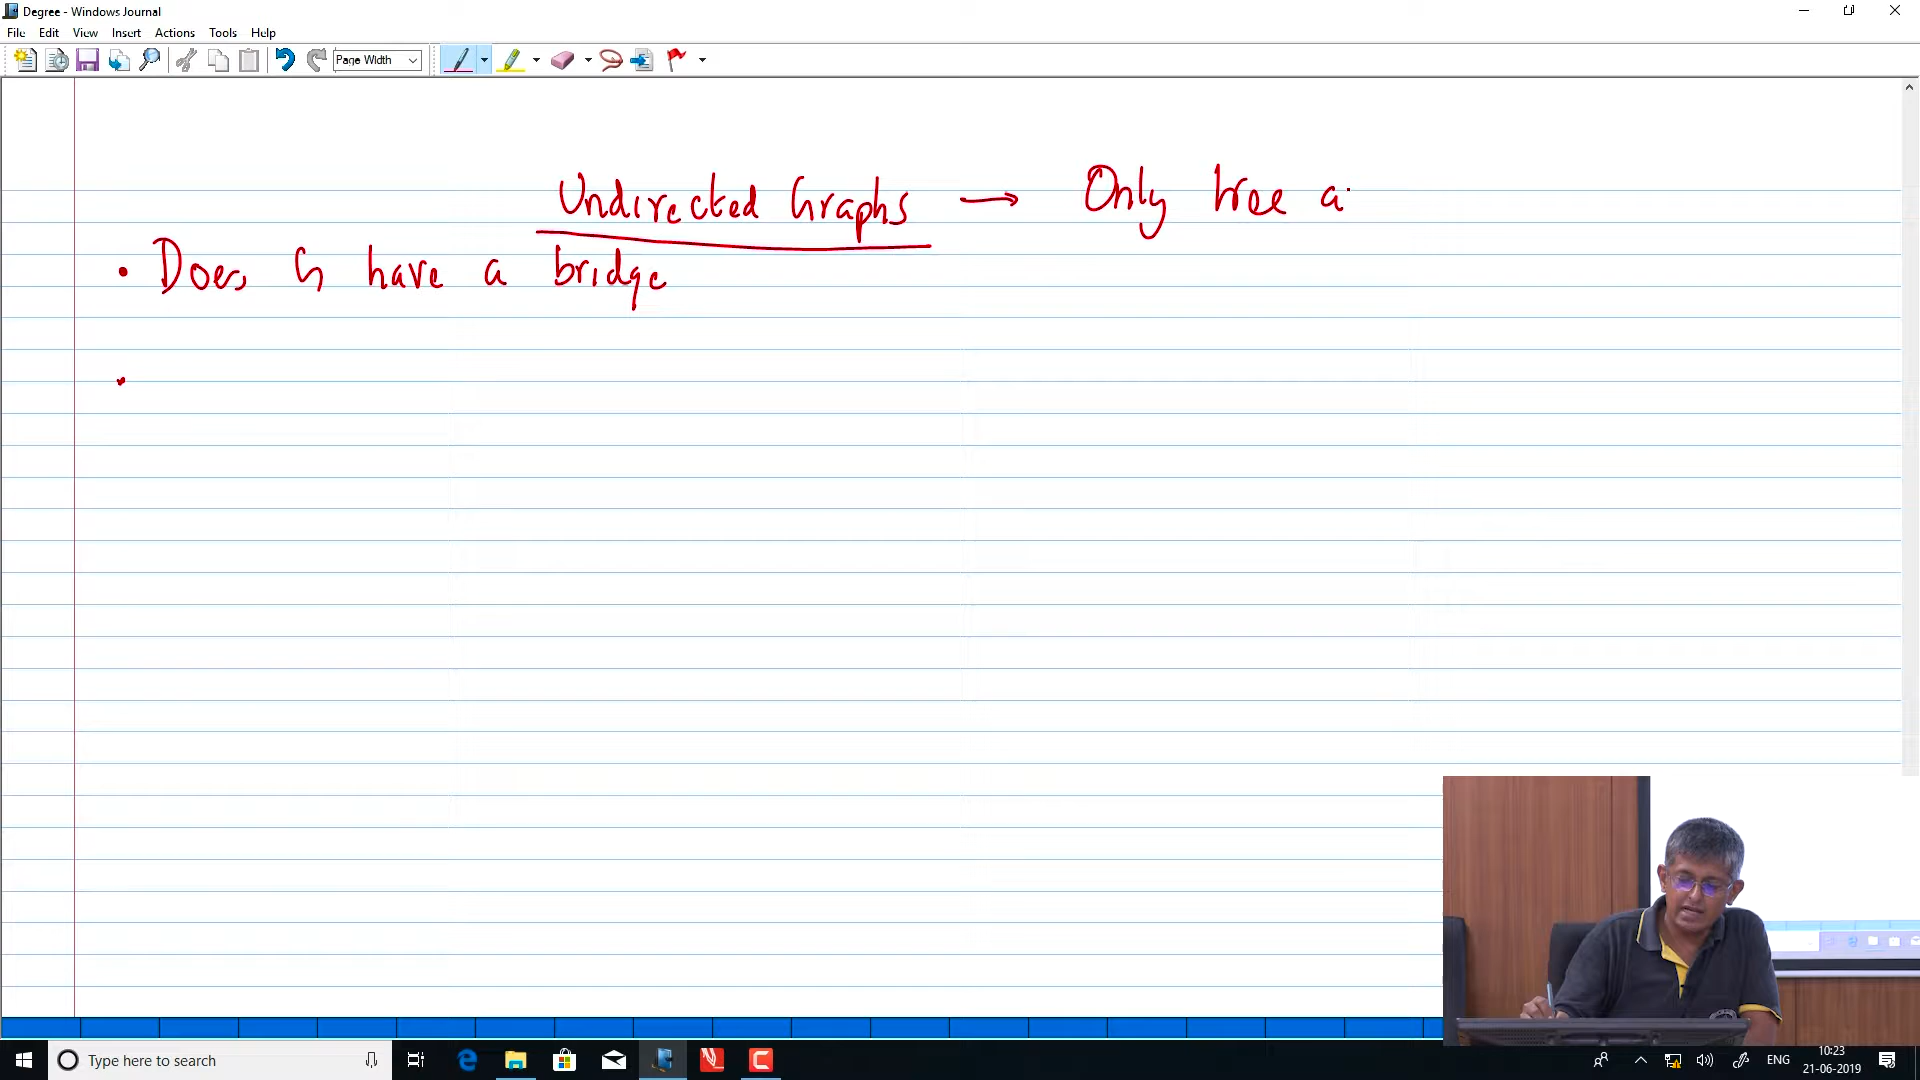 Degree - Windows Journal
File Edit View Insert Actions Tools Help
Page Width
Undirected Graphs → Only tree a
• Does G have a bridge
•
Type here to search
ENG
10:23
21-06-2019